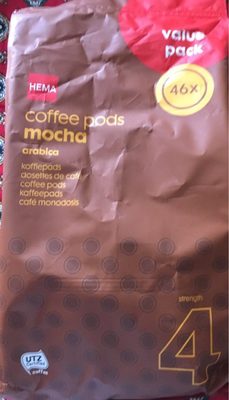 value
pack
46x
HEMA
coffee pods
mocha
arabica
koffiepads
dosettes de café
coffee pods
kaffeepads
café monodosis
strength
4
UTZ
coffee